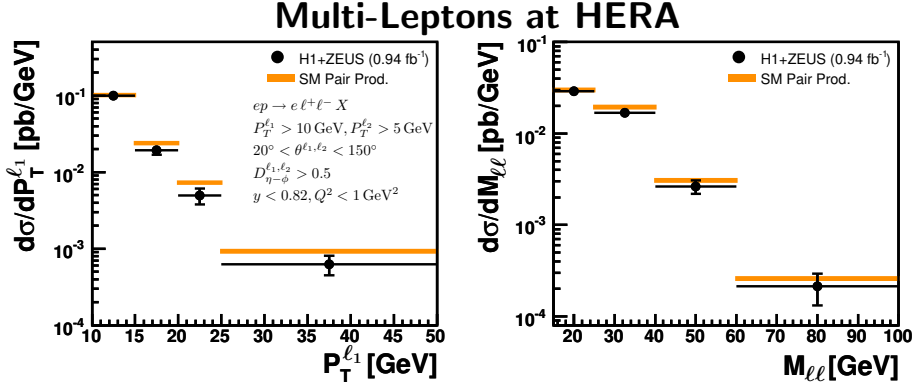 Multi-Leptons at HERA
dσ/dP_T^{ℓ1} [pb/GeV]
10^-1
10^-2
10^-3
10^-4
H1+ZEUS (0.94 fb^-1)
SM Pair Prod.
ep → e ℓ^+ℓ^- X
P_T^{ℓ1} > 10 GeV, P_T^{ℓ2} > 5 GeV
20° < θ^{ℓ1,ℓ2} < 150°
D_{η-ϕ}^{ℓ1,ℓ2} > 0.5
y < 0.82, Q^2 < 1 GeV^2
10 15 20 25 30 35 40 45 50
P_T^{ℓ1} [GeV]
dσ/dM_{ℓℓ} [pb/GeV]
10^-1
10^-2
10^-3
10^-4
H1+ZEUS (0.94 fb^-1)
SM Pair Prod.
20 30 40 50 60 70 80 90 100
M_{ℓℓ} [GeV]